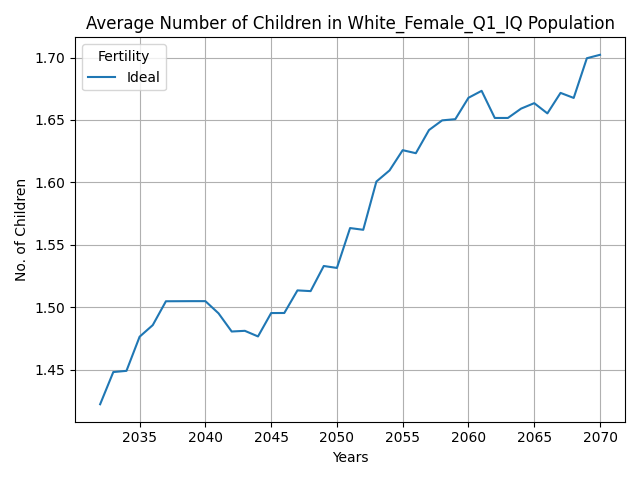 Average Number of Children in White_Female_Q1_IQ Population
Fertility
Ideal
No. of Children
1.70
1.65
1.60
1.55
1.50
1.45
2035 2040 2045 2050 2055 2060 2065 2070
Years